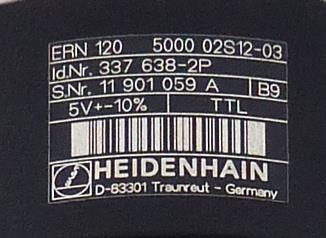 ERN 120 5000 02S12-03
Id.Nr. 337 638-2P
S.Nr. 11 901 059 A B9
5V+-10% TTL
HEIDENHAIN
D-83301 Traunreut - Germany